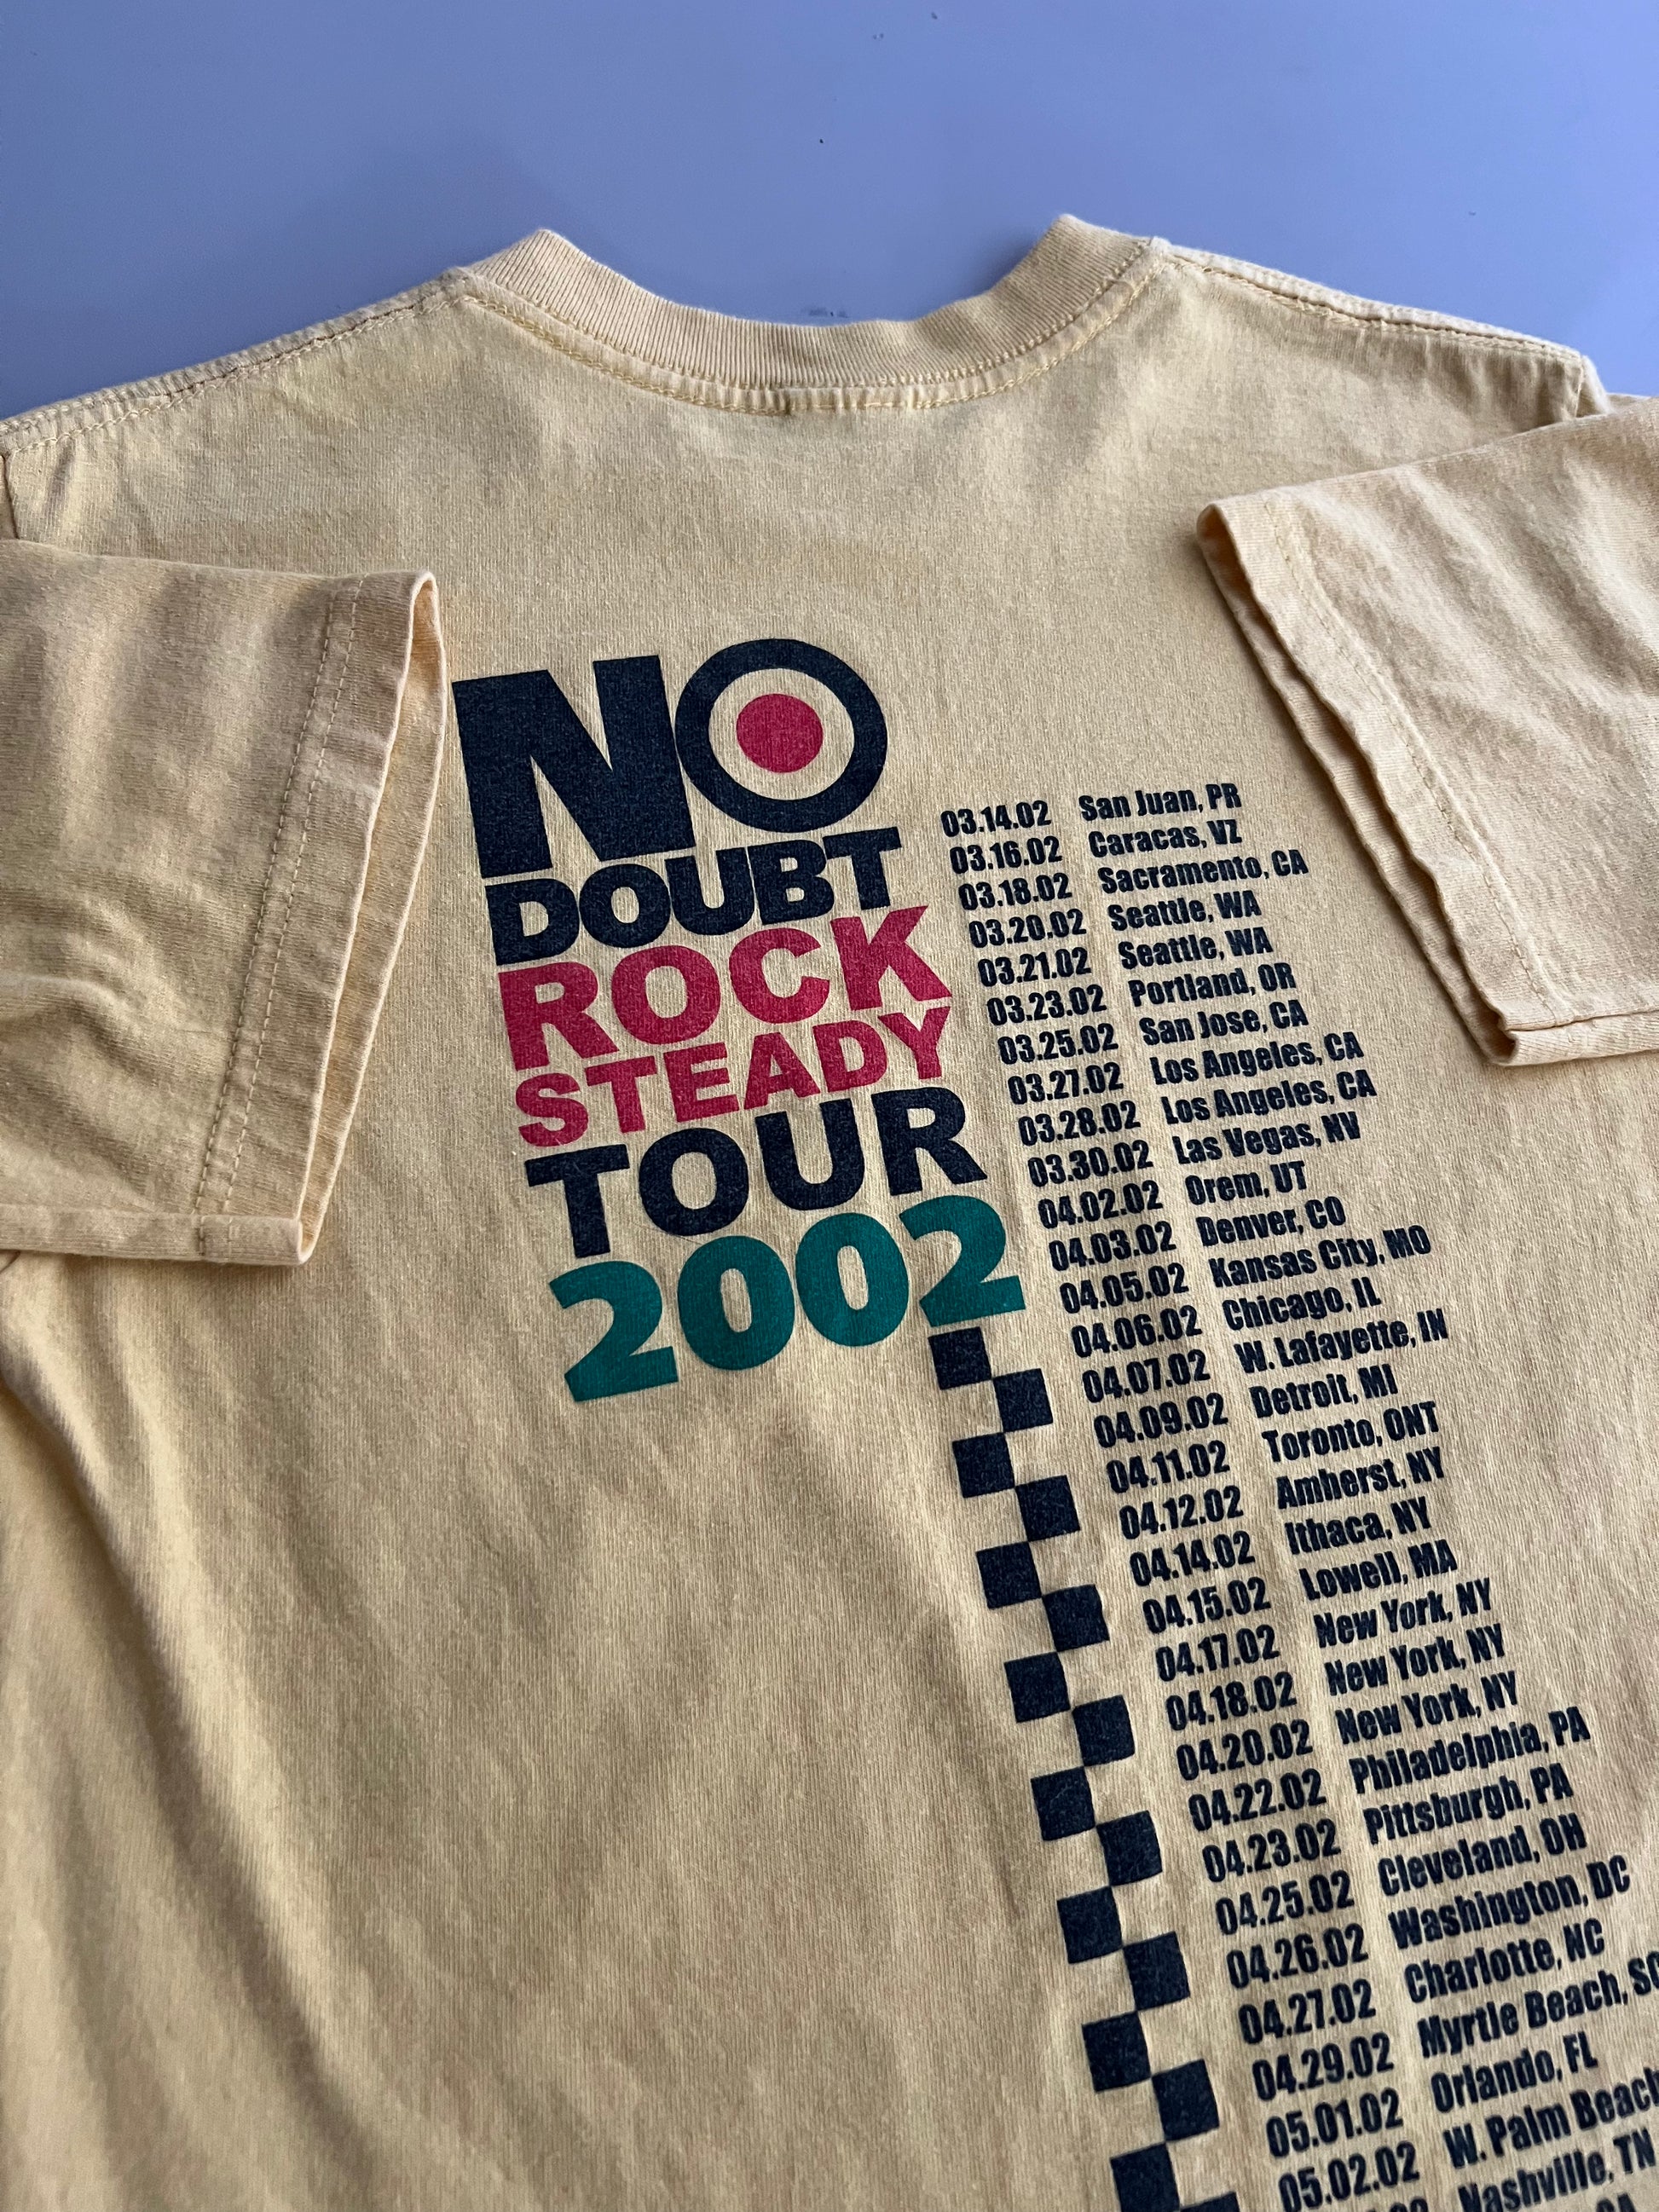 NO
DOUBT
ROCK
STEADY
TOUR
2002
03.14.02 San Juan, PR
03.16.02 Caracas, VZ
03.18.02 Sacramento, CA
03.20.02 Seattle, WA
03.21.02 Seattle, WA
03.23.02 Portland, OR
03.25.02 San Jose, CA
03.27.02 Los Angeles, CA
03.28.02 Los Angeles, CA
03.30.02 Las Vegas, NV
04.02.02 Orem, UT
04.03.02 Denver, CO
04.05.02 Kansas City, MO
04.06.02 Chicago, IL
04.07.02 W. Lafayette, IN
04.09.02 Detroit, MI
04.11.02 Toronto, ONT
04.12.02 Amherst, NY
04.14.02 Ithaca, NY
04.15.02 Lowell, MA
04.17.02 New York, NY
04.18.02 New York, NY
04.20.02 New York, NY
04.22.02 Philadelphia, PA
04.23.02 Pittsburgh, PA
04.25.02 Cleveland, OH
04.26.02 Washington, DC
04.27.02 Charlotte, NC
04.29.02 Myrtle Beach, SC
05.01.02 Orlando, FL
05.02.02 W. Palm Beach
Nashville, TN